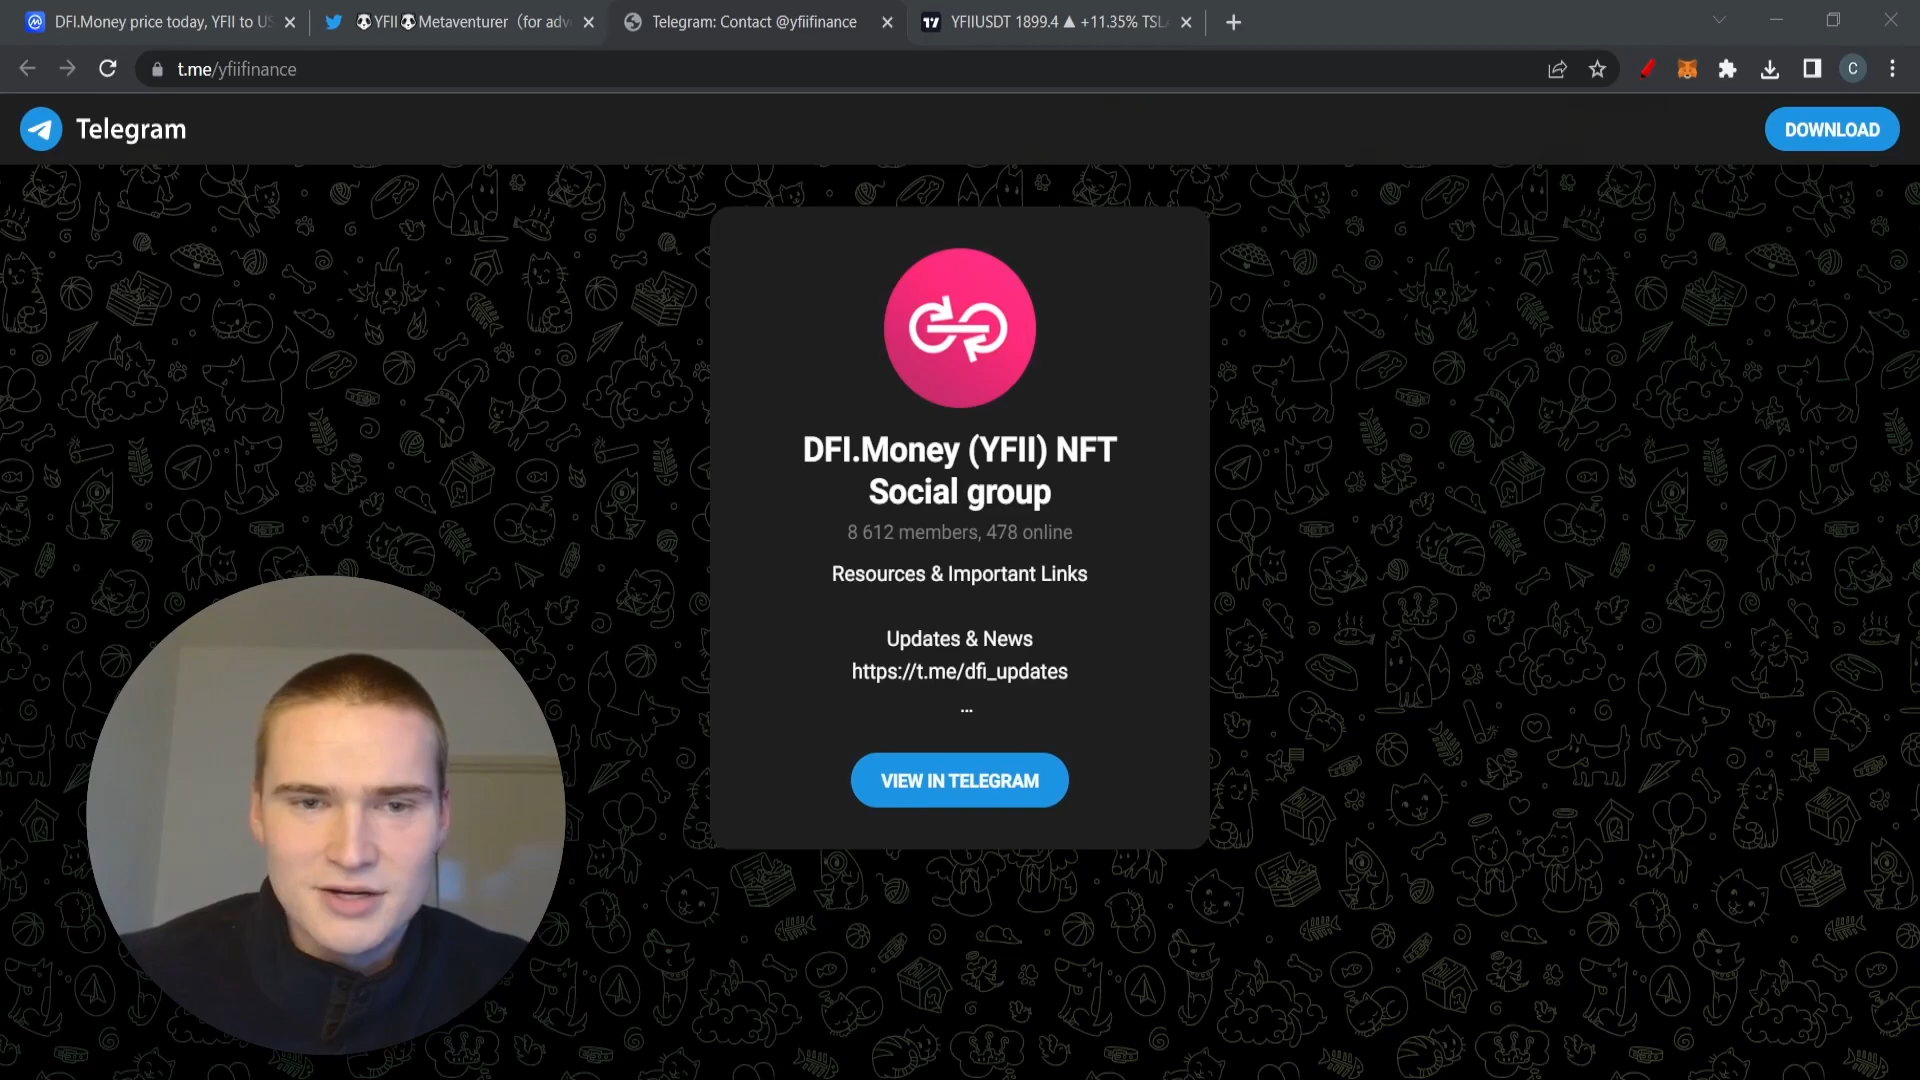 DFI.Money price today, YFII to US
🐼YFII🐼Metaventurer（for adve
Telegram: Contact @yfiifinance
YFIIUSDT 1899.4 ▲ +11.35% TSLA
t.me/yfiifinance
C
Telegram
DOWNLOAD
DFI.Money (YFII) NFT
Social group
8 612 members, 478 online
Resources & Important Links
Updates & News
https://t.me/dfi_updates
...
VIEW IN TELEGRAM